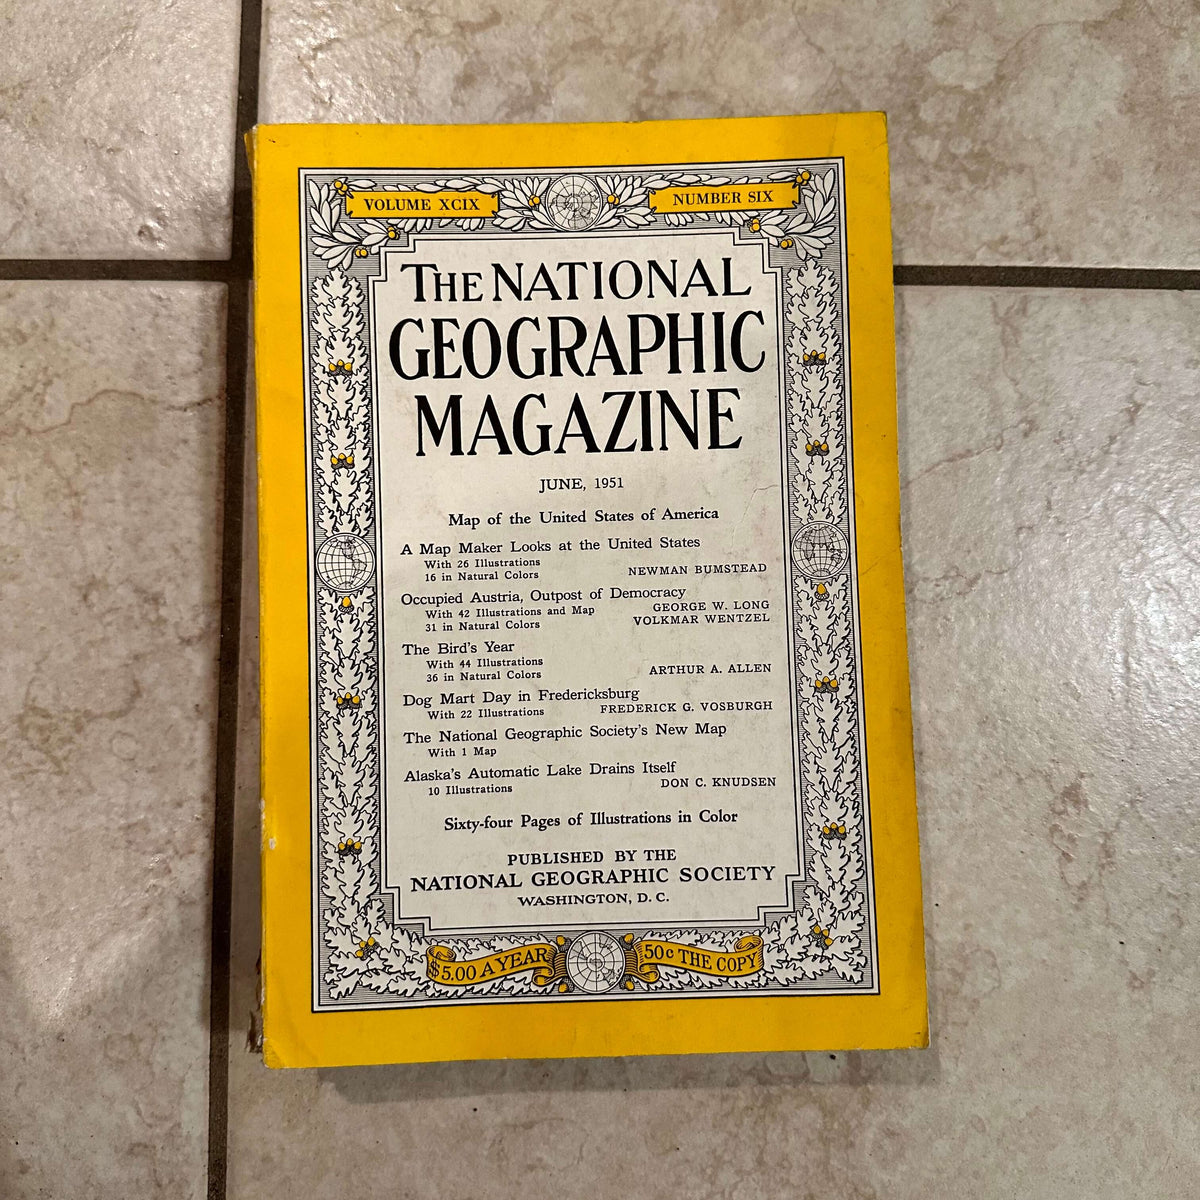 VOLUME XCIX NUMBER SIX
THE NATIONAL
GEOGRAPHIC
MAGAZINE
JUNE, 1951
Map of the United States of America
A Map Maker Looks at the United States
With 26 Illustrations
16 in Natural Colors NEWMAN BUMSTEAD
Occupied Austria, Outpost of Democracy
With 42 Illustrations and Map GEORGE W. LONG
31 in Natural Colors VOLKMAR WENTZEL
The Bird's Year
With 44 Illustrations
36 in Natural Colors ARTHUR A. ALLEN
Dog Mart Day in Fredericksburg
With 22 Illustrations FREDERICK G. VOSBURGH
The National Geographic Society's New Map
With 1 Map
Alaska's Automatic Lake Drains Itself
10 Illustrations DON C. KNUDSEN
Sixty-four Pages of Illustrations in Color
PUBLISHED BY THE
NATIONAL GEOGRAPHIC SOCIETY
WASHINGTON, D. C.
$5.00 A YEAR 50c THE COPY